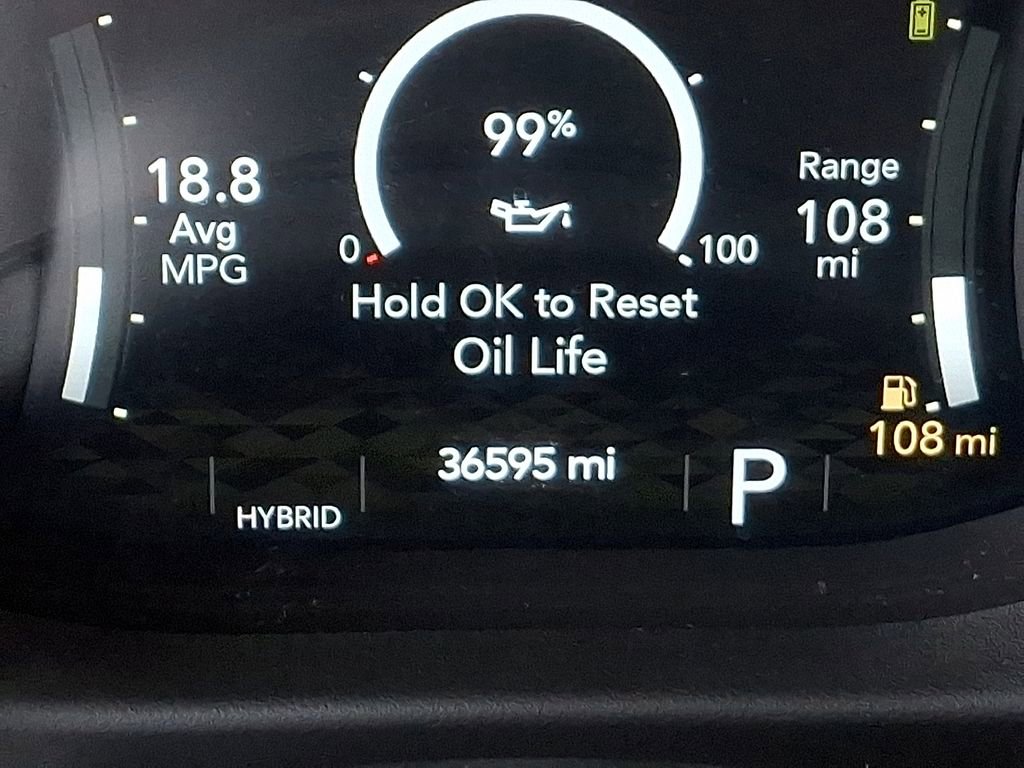 99%
18.8
Avg
MPG
Range
108
mi
0
100
Hold OK to Reset
Oil Life
108 mi
36595 mi
P
HYBRID